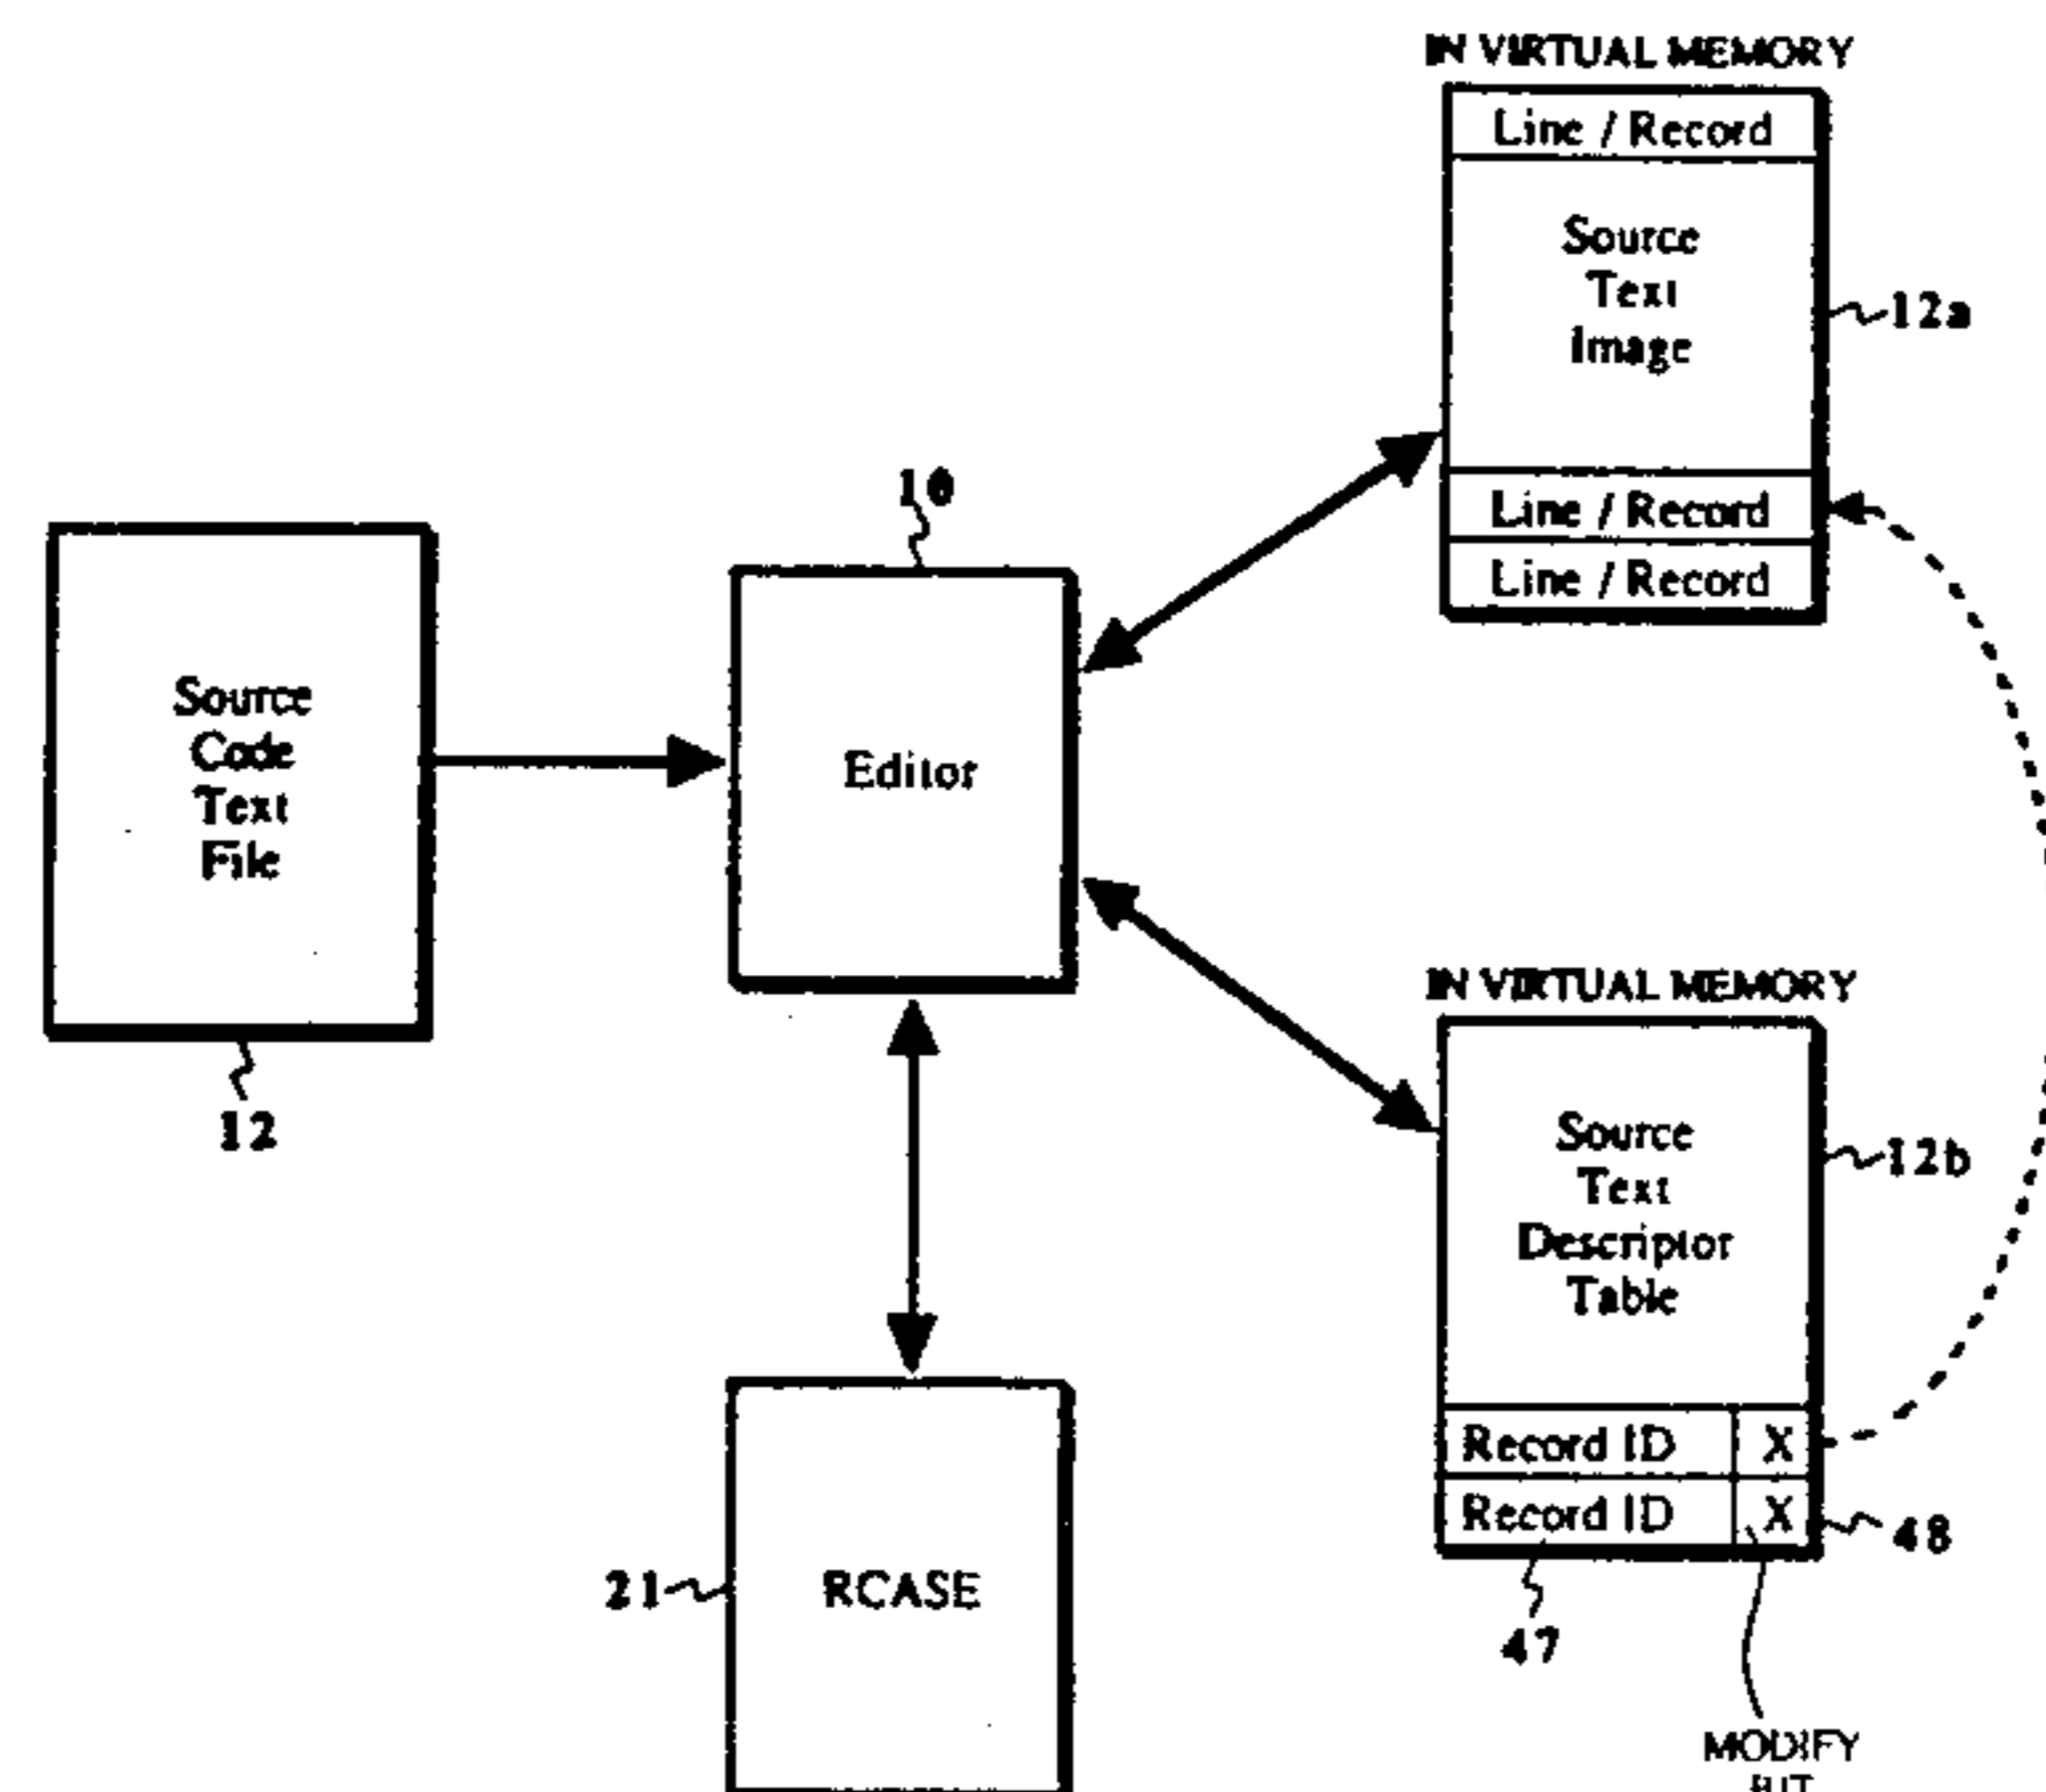 IN VIRTUAL MEMORY
Line / Record
Source
Text
Image
12a
Line / Record
Line / Record
10
Source
Code
Text
File
12
Editor
IN VIRTUAL MEMORY
Source
Text
Descriptor
Table
12b
Record ID X
Record ID X
48
47
MODIFY
BIT
RCASE
21